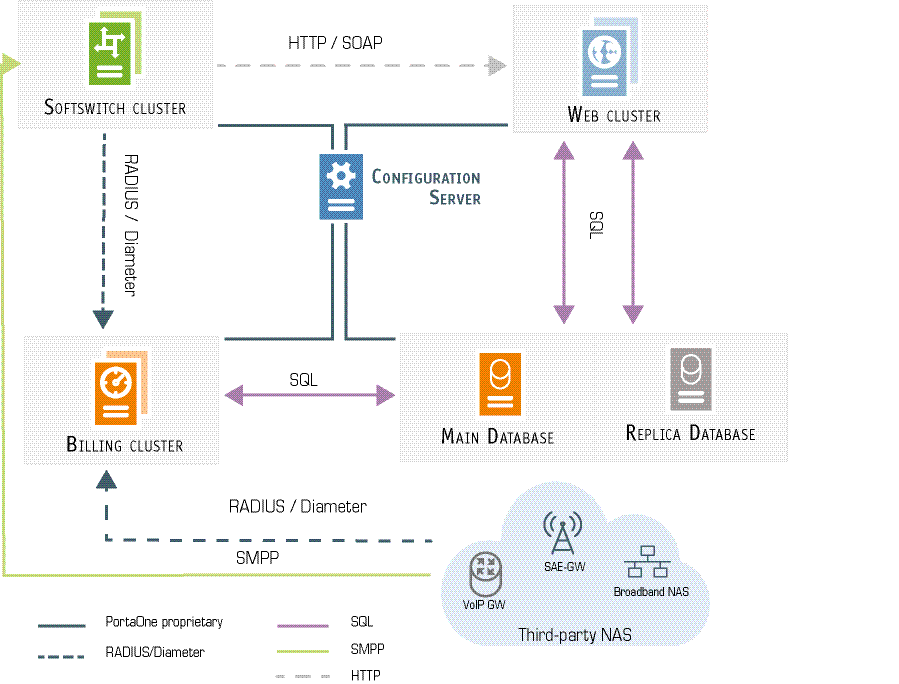 HTTP / SOAP
SOFTSWITCH CLUSTER
WEB CLUSTER
RADIUS / Diameter
CONFIGURATION
SERVER
SQL
SQL
BILLING CLUSTER
MAIN DATABASE
REPLICA DATABASE
RADIUS / Diameter
SMPP
SAE-GW
VoIP GW
Broadband NAS
Third-party NAS
PortaOne proprietary
SQL
RADIUS/Diameter
SMPP
HTTP